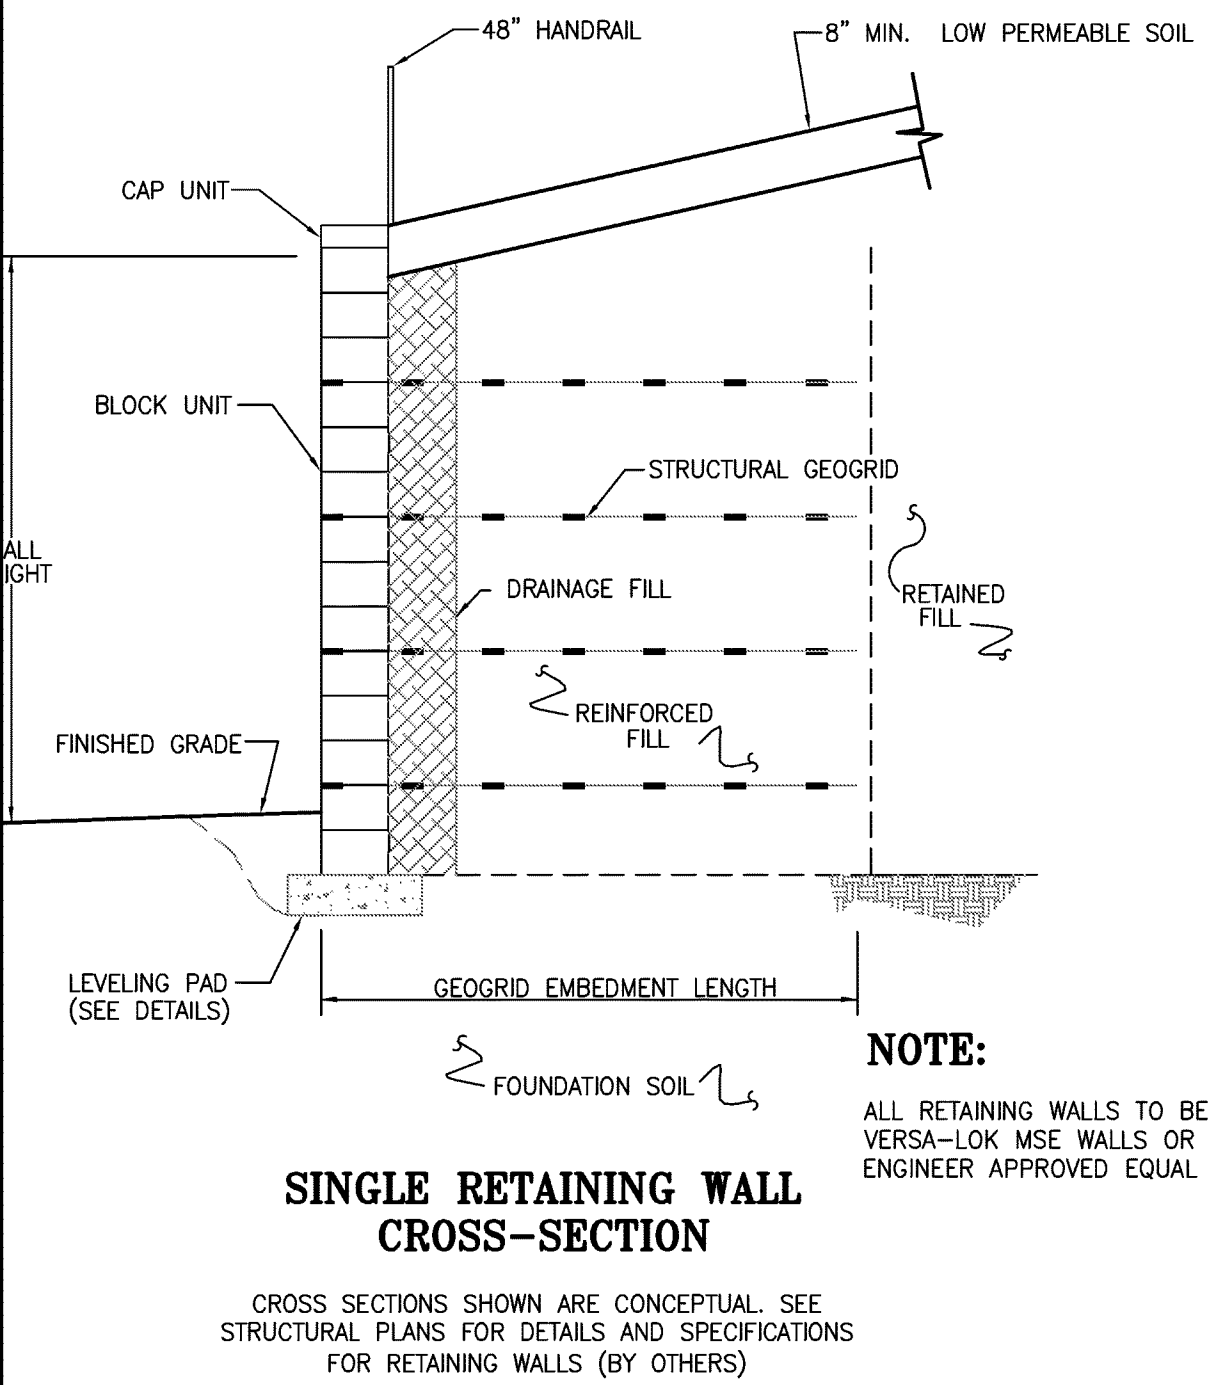 48" HANDRAIL
8" MIN. LOW PERMEABLE SOIL
CAP UNIT
BLOCK UNIT
STRUCTURAL GEOGRID
ALL
IGHT
DRAINAGE FILL
RETAINED
FILL
REINFORCED
FILL
FINISHED GRADE
LEVELING PAD
(SEE DETAILS)
GEOGRID EMBEDMENT LENGTH
FOUNDATION SOIL
NOTE:
ALL RETAINING WALLS TO BE
VERSA-LOK MSE WALLS OR
ENGINEER APPROVED EQUAL
SINGLE RETAINING WALL
CROSS-SECTION
CROSS SECTIONS SHOWN ARE CONCEPTUAL. SEE
STRUCTURAL PLANS FOR DETAILS AND SPECIFICATIONS
FOR RETAINING WALLS (BY OTHERS)